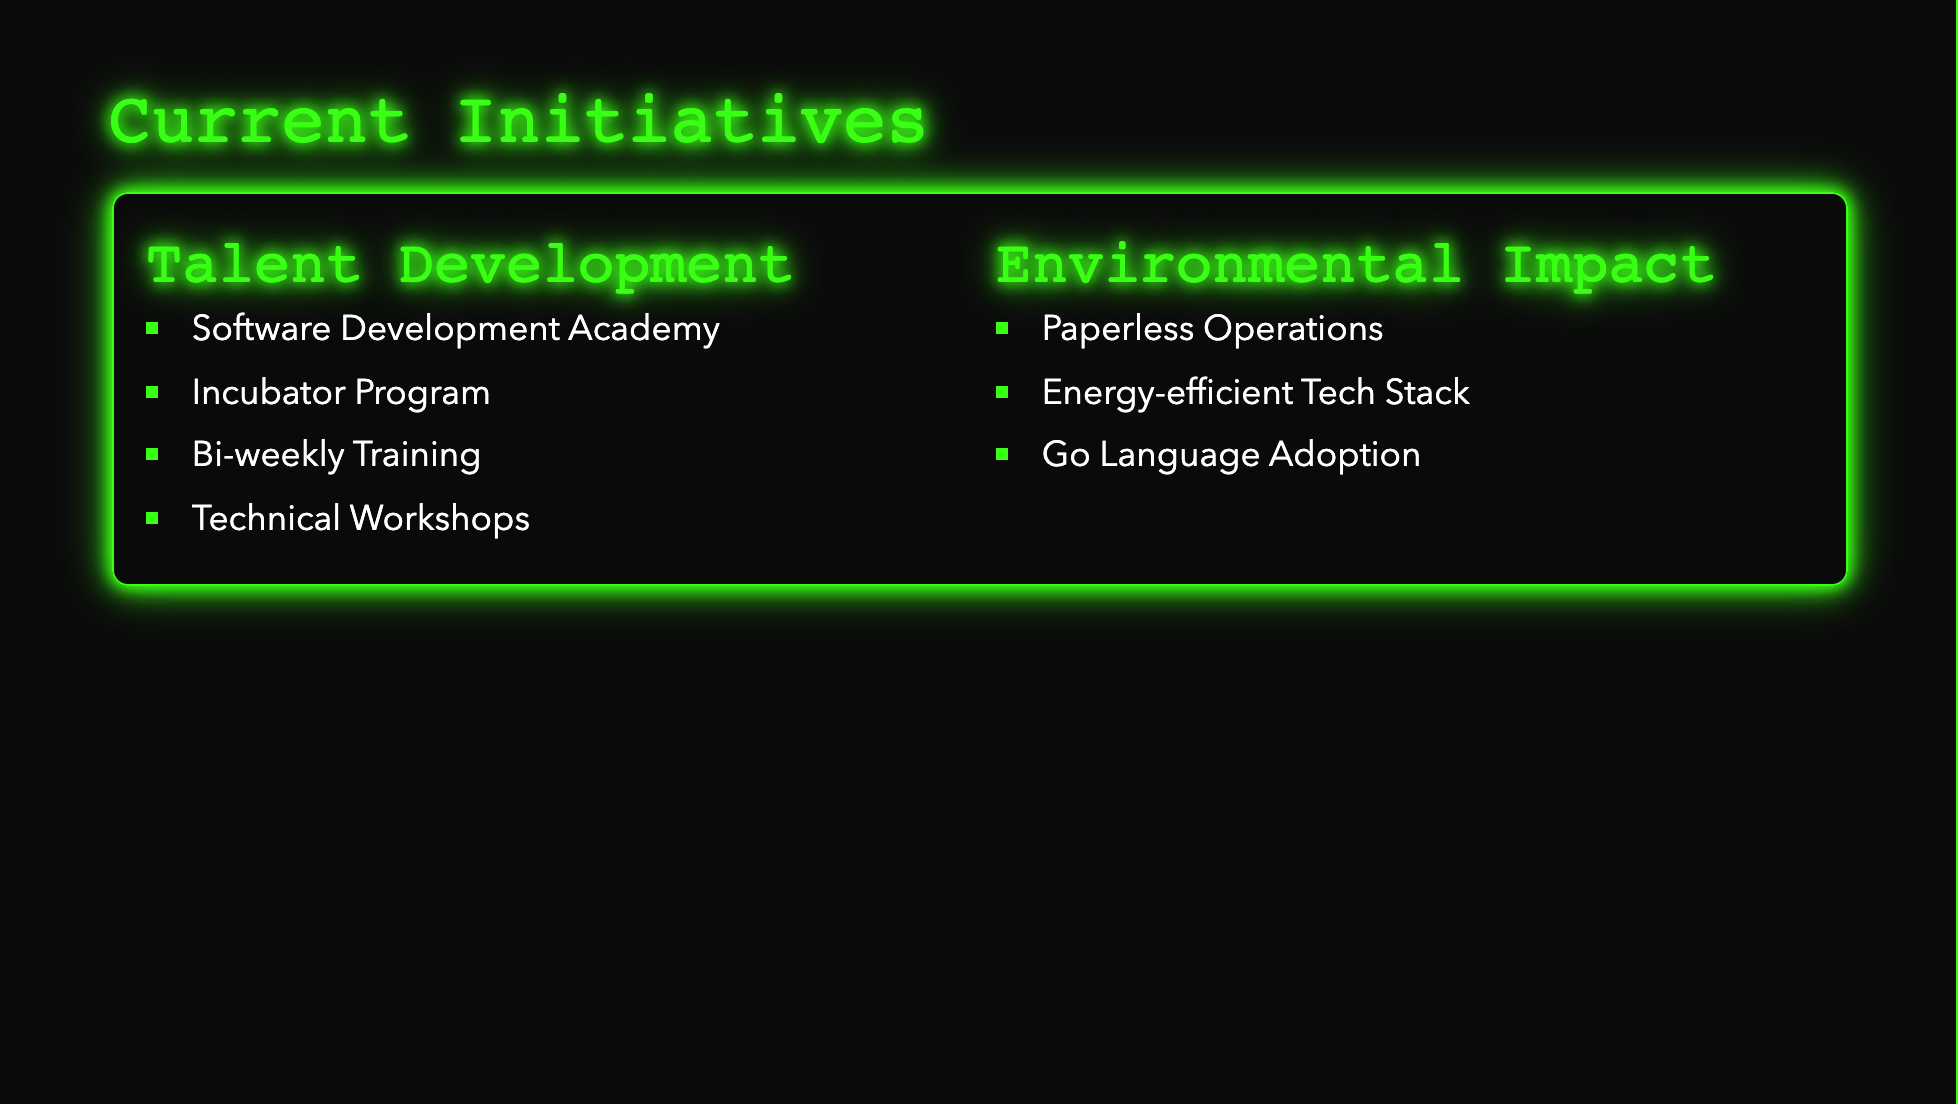 Current Initiatives
Talent Development
Software Development Academy
Incubator Program
Bi-weekly Training
Technical Workshops
Environmental Impact
Paperless Operations
Energy-efficient Tech Stack
Go Language Adoption